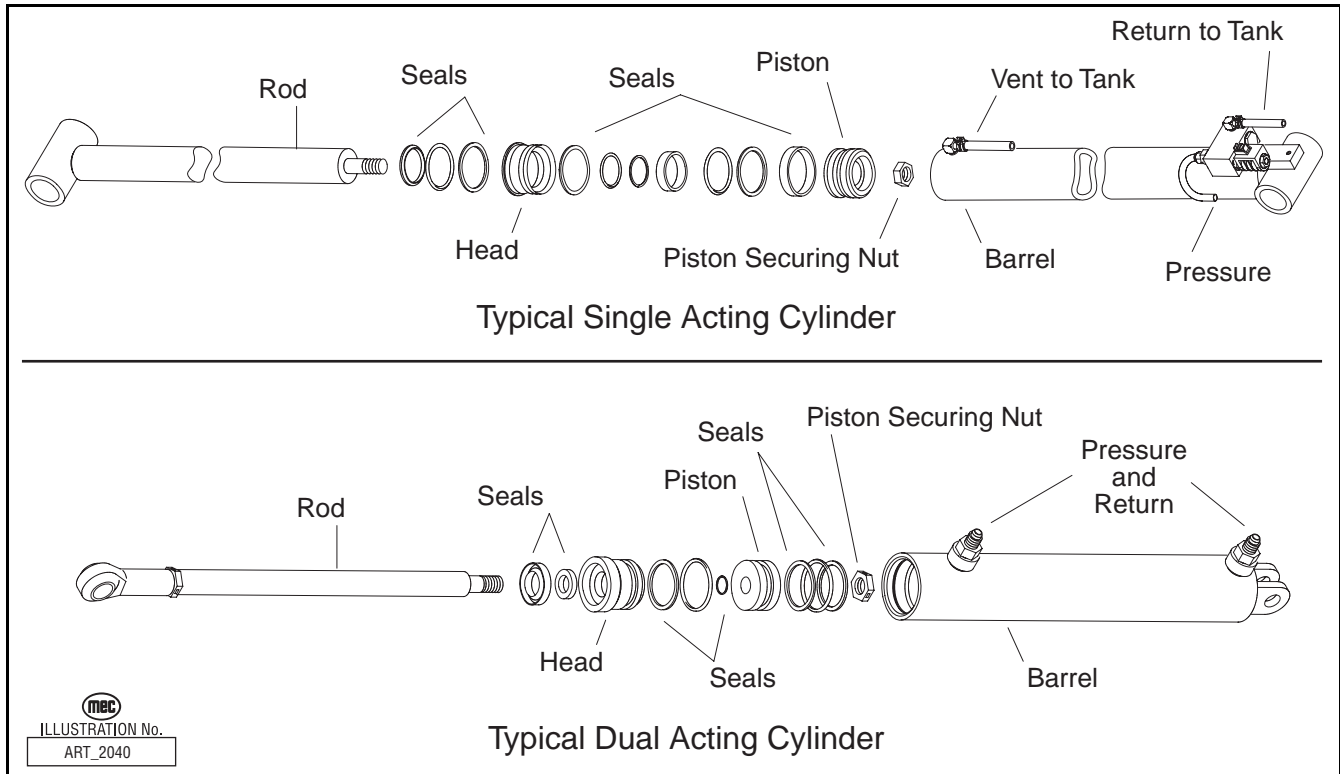 Return to Tank
Piston
Vent to Tank
Seals
Seals
Rod
Head
Piston Securing Nut
Barrel
Pressure
Typical Single Acting Cylinder
Piston Securing Nut
Seals
Pressure
and
Return
Piston
Seals
Rod
Head
Seals
Barrel
mec
ILLUSTRATION No.
ART_2040
Typical Dual Acting Cylinder